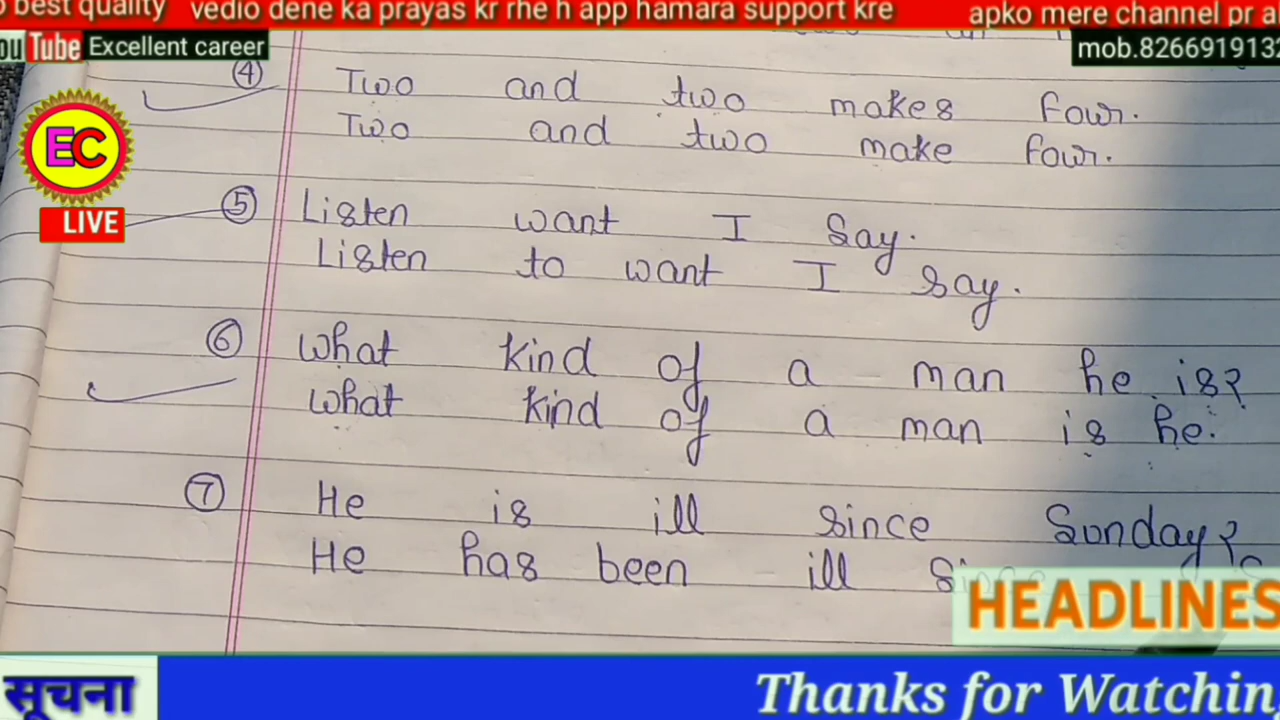 best quality vedio dene ka prayas kr rhe h app hamara support kre apko mere channel pr
You Tube Excellent career
mob.826691913
④ Two and two makes four.
Two and two make four.
EC
LIVE
⑤ Listen want I say.
Listen to want I say.
⑥ What kind of a man he is?
What kind of a man is he.
⑦ He is ill since Sunday?
He has been ill
HEADLINES
सूचना
Thanks for Watchin